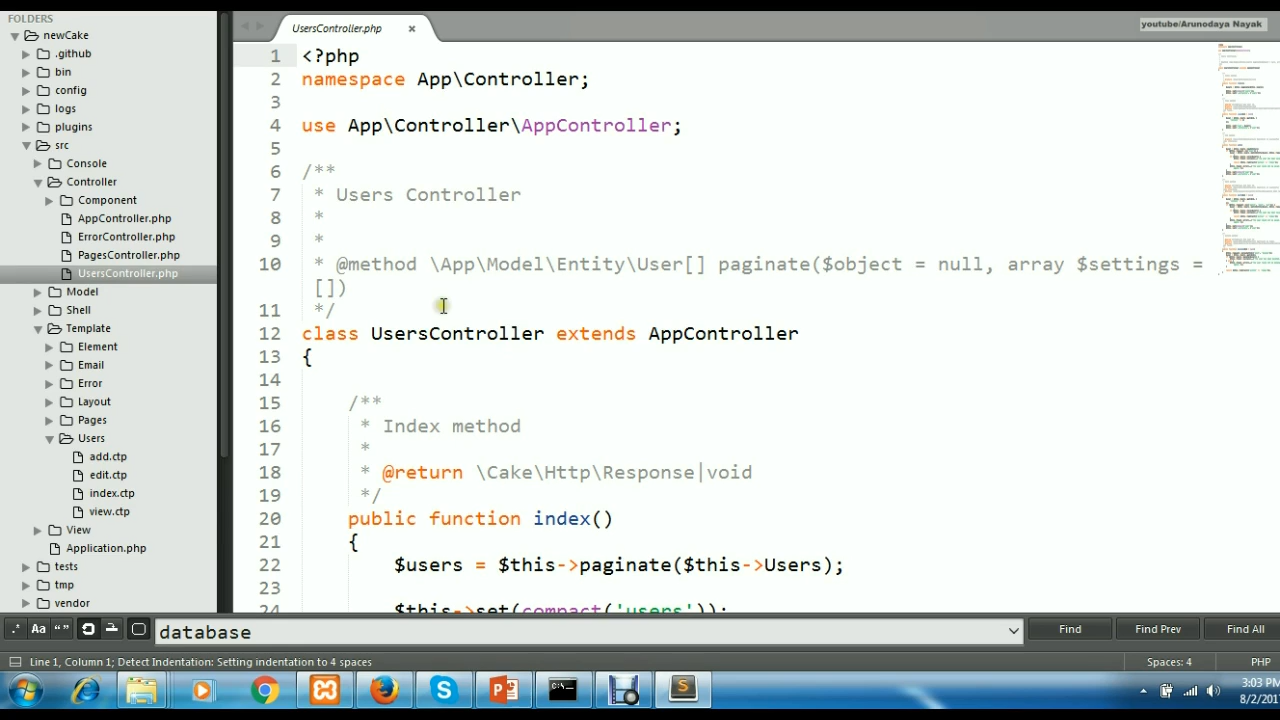 FOLDERS
newCake
.github
bin
config
logs
plugins
src
Console
Controller
Component
AppController.php
ErrorController.php
PagesController.php
UsersController.php
Model
Shell
Template
Element
Email
Error
Layout
Pages
Users
add.ctp
edit.ctp
index.ctp
view.ctp
View
Application.php
tests
tmp
vendor
UsersController.php ×
youtube/Arunodaya Nayak
1 <?php
2 namespace App\Controller;
3
4 use App\Controller\AppController;
5
6 /**
7 * Users Controller
8 *
9 *
10 * @method \App\Model\Entity\User[] paginate($object = null, array $settings =
[])
11 */
12 class UsersController extends AppController
13 {
14
15 /**
16 * Index method
17 *
18 * @return \Cake\Http\Response|void
19 */
20 public function index()
21 {
22 $users = $this->paginate($this->Users);
23
24 $this->set(compact('users'));
.* Aa “ ” database Find Find Prev Find All
Line 1, Column 1; Detect Indentation: Setting indentation to 4 spaces Spaces: 4 PHP
3:03 PM